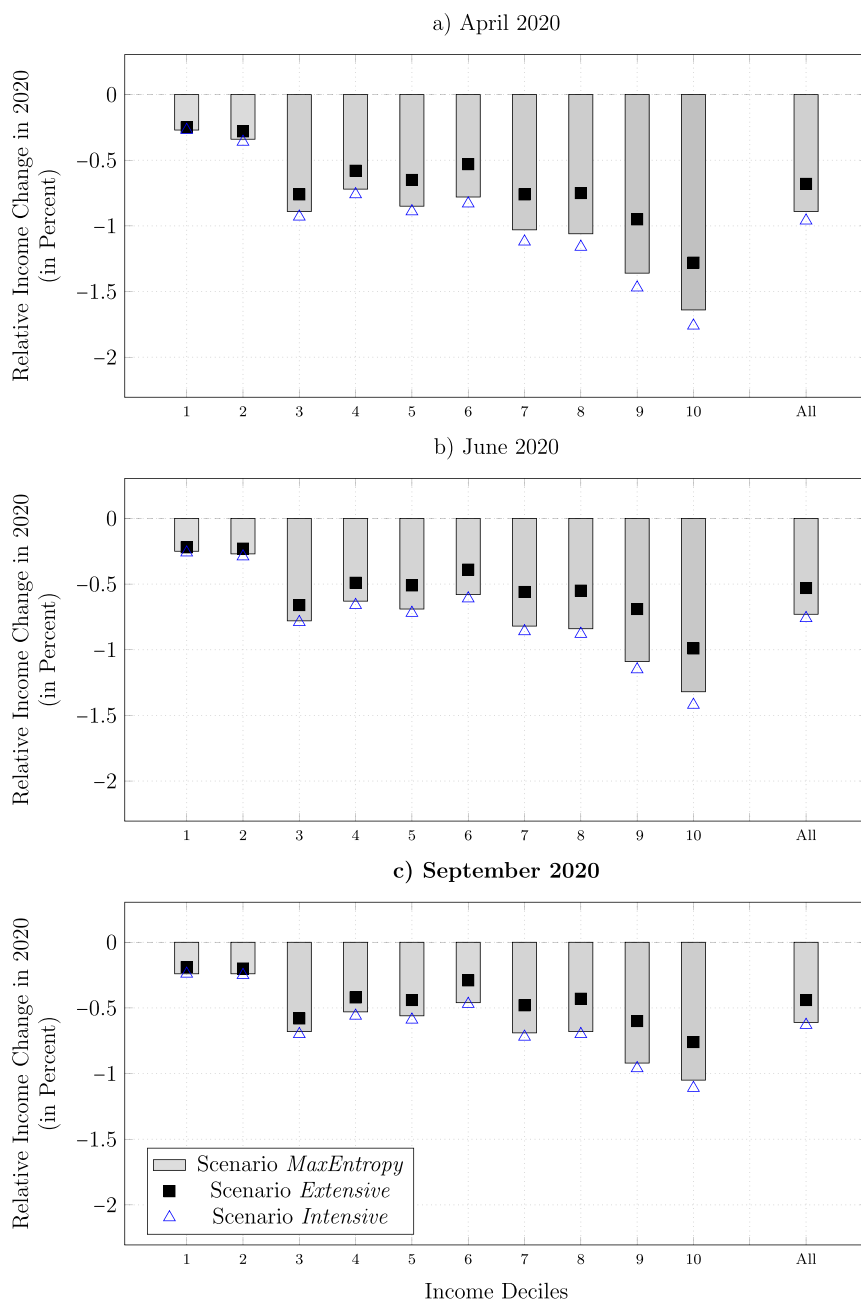 a) April 2020
Relative Income Change in 2020
(in Percent)
0
−0.5
−1
−1.5
−2
1 2 3 4 5 6 7 8 9 10 All
b) June 2020
Relative Income Change in 2020
(in Percent)
0
−0.5
−1
−1.5
−2
1 2 3 4 5 6 7 8 9 10 All
c) September 2020
Relative Income Change in 2020
(in Percent)
0
−0.5
−1
−1.5
−2
Scenario MaxEntropy
Scenario Extensive
Scenario Intensive
1 2 3 4 5 6 7 8 9 10 All
Income Deciles